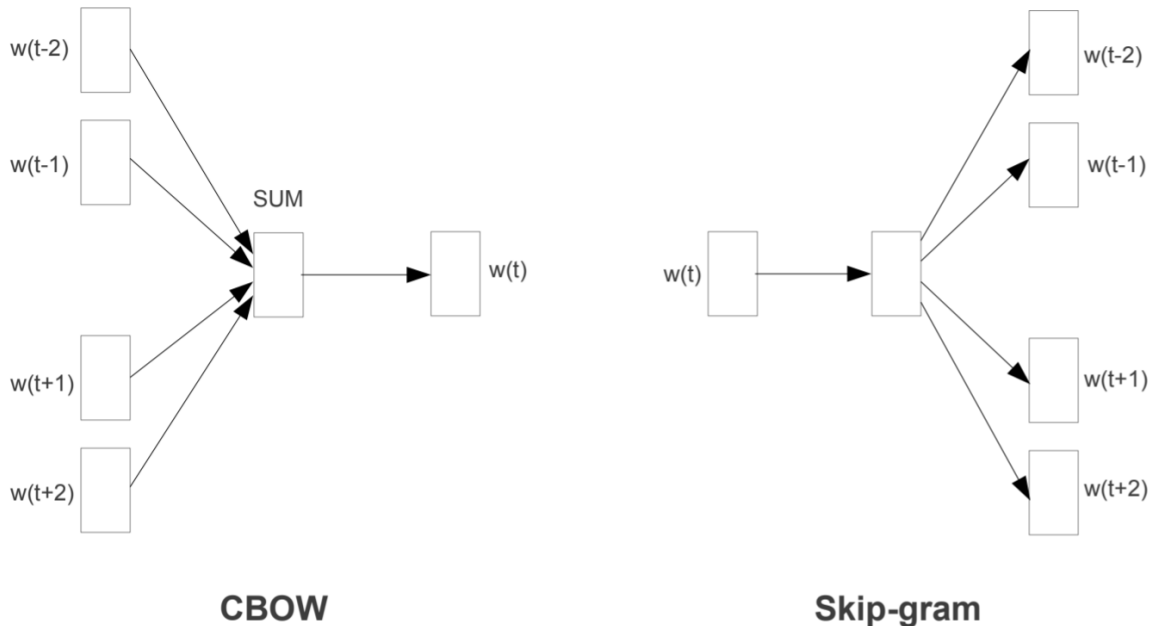 w(t-2)
w(t-1)
SUM
w(t)
w(t+1)
w(t+2)
CBOW
w(t-2)
w(t-1)
w(t)
w(t+1)
w(t+2)
Skip-gram